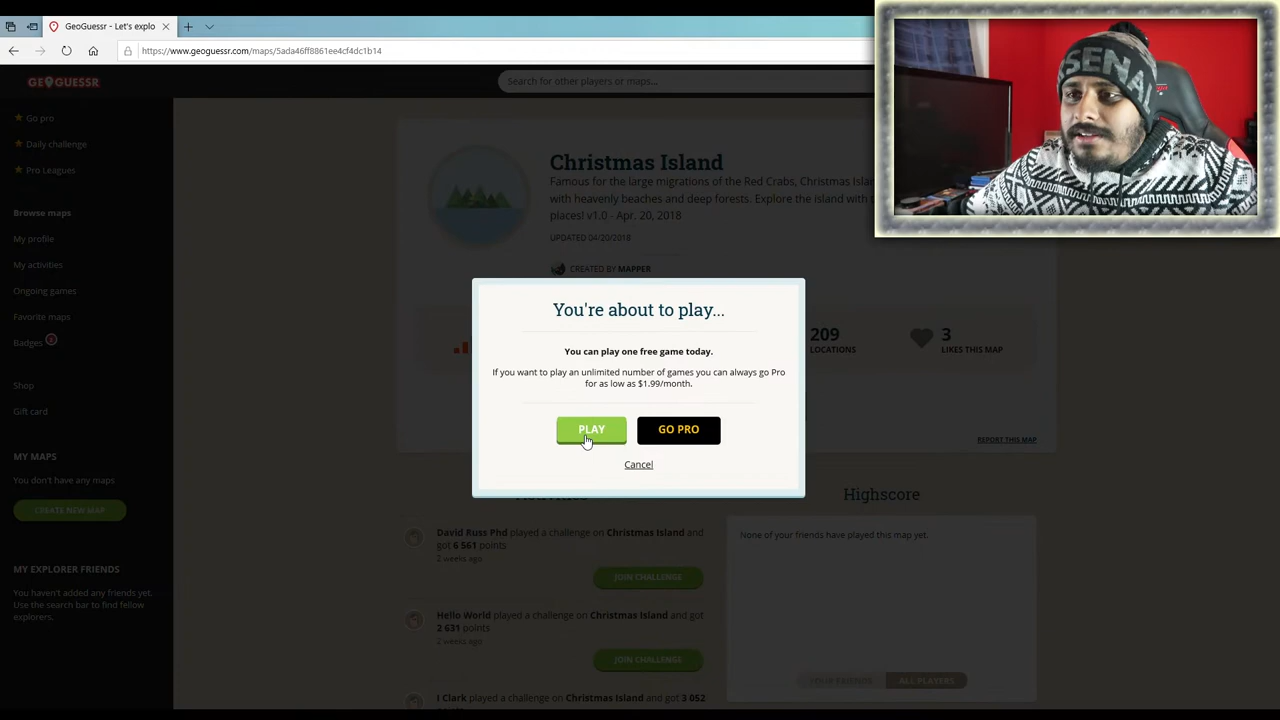 GeoGuessr - Let's explo
https://www.geoguessr.com/maps/5ada46ff8861ee4cf4dc1b14
GEOGUESSR
Search for other players or maps...
Go pro
Daily challenge
Pro Leagues
Browse maps
My profile
My activities
Ongoing games
Favorite maps
Badges
Shop
Gift card
MY MAPS
You don't have any maps
CREATE NEW MAP
MY EXPLORER FRIENDS
You haven't added any friends yet.
Use the search bar to find fellow
explorers.
Christmas Island
Famous for the large migrations of the Red Crabs, Christmas Islan
with heavenly beaches and deep forests. Explore the island with t
places! v1.0 - Apr. 20, 2018
UPDATED 04/20/2018
CREATED BY MAPPER
209
LOCATIONS
3
LIKES THIS MAP
REPORT THIS MAP
You're about to play...
You can play one free game today.
If you want to play an unlimited number of games you can always go Pro
for as low as $1.99/month.
PLAY
GO PRO
Cancel
David Russ Phd played a challenge on Christmas Island and
got 6 561 points
2 weeks ago
JOIN CHALLENGE
Hello World played a challenge on Christmas Island and got
2 631 points
2 weeks ago
JOIN CHALLENGE
I Clark played a challenge on Christmas Island and got 3 052
Highscore
None of your friends have played this map yet.
YOUR FRIENDS
ALL PLAYERS
ARSENA